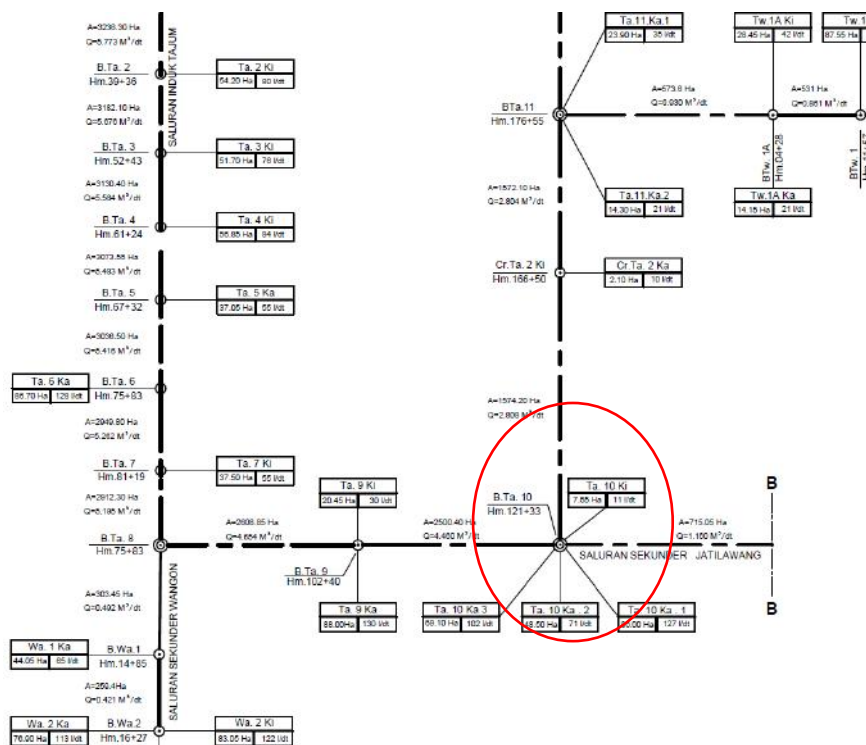 A=3238.30 Ha
Q=5.773 M³/dt
B.Ta. 2
Hm.39+36
Ta. 2 Ki
54.20 Ha 80 l/dt
SALURAN INDUK TAJUM
A=3182.10 Ha
Q=5.676 M³/dt
B.Ta. 3
Hm.52+43
Ta. 3 Ki
51.70 Ha 76 l/dt
A=3130.40 Ha
Q=5.584 M³/dt
B.Ta. 4
Hm.61+24
Ta. 4 Ki
56.85 Ha 84 l/dt
A=3073.55 Ha
Q=5.483 M³/dt
B.Ta. 5
Hm.67+32
Ta. 5 Ka
37.05 Ha 55 l/dt
A=3036.50 Ha
Q=5.416 M³/dt
Ta. 6 Ka
86.70 Ha 128 l/dt
B.Ta. 6
Hm.75+83
A=2949.80 Ha
Q=5.262 M³/dt
B.Ta. 7
Hm.81+19
Ta. 7 Ki
37.50 Ha 55 l/dt
A=2912.30 Ha
Q=5.195 M³/dt
B.Ta. 8
Hm.75+83
A=2608.85 Ha
Q=4.654 M³/dt
Ta. 9 Ki
20.45 Ha 30 l/dt
B.Ta. 9
Hm.102+40
Ta. 9 Ka
88.00Ha 130 l/dt
A=2500.40 Ha
Q=4.460 M³/dt
A=303.45 Ha
Q=0.492 M³/dt
SALURAN SEKUNDER WANGON
Wa. 1 Ka
44.05 Ha 65 l/dt
B.Wa.1
Hm.14+65
A=259.4Ha
Q=0.421 M³/dt
Wa. 2 Ka
76.90 Ha 113 l/dt
B.Wa.2
Hm.16+27
Wa. 2 Ki
83.05 Ha 122 l/dt
Ta.11.Ka.1
23.90 Ha 35 l/dt
BTa.11
Hm.176+55
Ta.11.Ka.2
14.30 Ha 21 l/dt
A=573.6 Ha
Q=0.930 M³/dt
Tw.1A Ki
28.45 Ha 42 l/dt
BTw. 1A
Hm.04+28
Tw.1A Ka
14.15 Ha 21 l/dt
A=531 Ha
Q=0.861 M³/dt
Tw.1
87.55 Ha
BTw. 1
A=1572.10 Ha
Q=2.804 M³/dt
Cr.Ta. 2 Ki
Hm.166+50
Cr.Ta. 2 Ka
2.10 Ha 10 l/dt
A=1574.20 Ha
Q=2.808 M³/dt
B.Ta. 10
Hm.121+33
Ta. 10 Ki
11 l/dt
A=715.05 Ha
Q=1.160 M³/dt
SALURAN SEKUNDER JATILAWANG
B
B
Ta. 10 Ka 3
102 l/dt
Ta. 10 Ka . 2
48.50 Ha 71 l/dt
Ta. 10 Ka . 1
127 l/dt